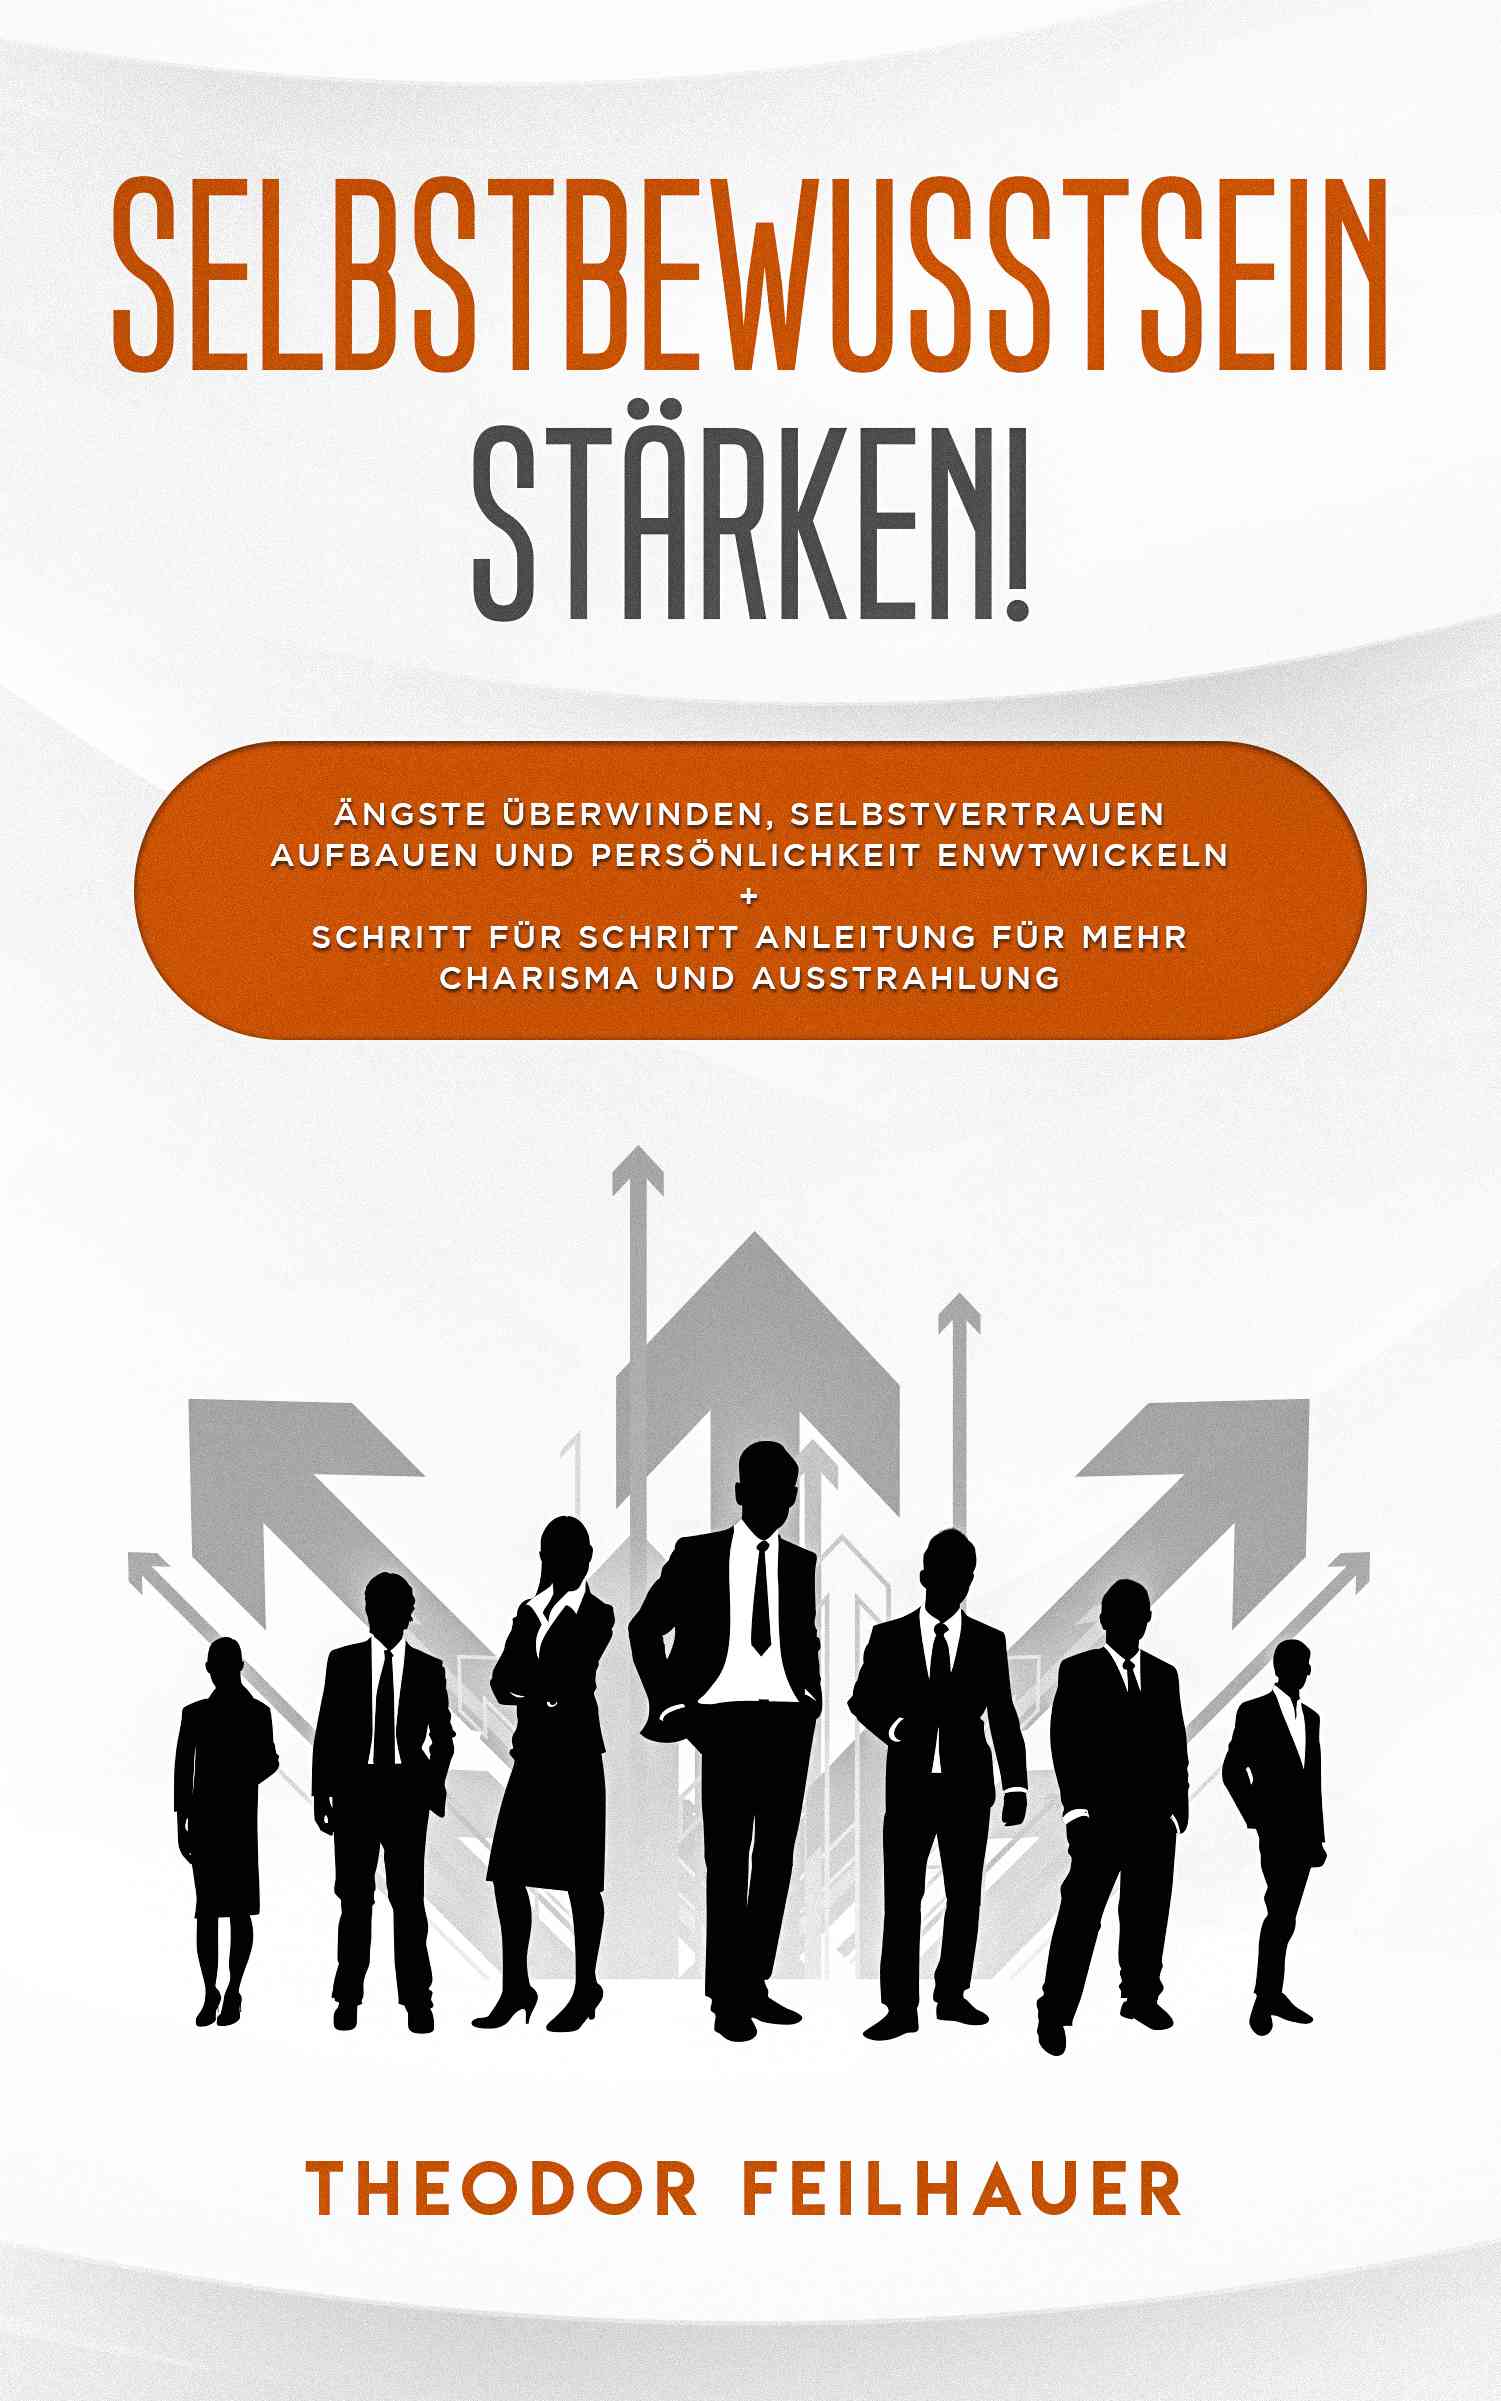 SELBSTBEWUSSTSEIN
STÄRKEN!
ÄNGSTE ÜBERWINDEN, SELBSTVERTRAUEN
AUFBAUEN UND PERSÖNLICHKEIT ENWTWICKELN
+
SCHRITT FÜR SCHRITT ANLEITUNG FÜR MEHR
CHARISMA UND AUSSTRAHLUNG
THEODOR FEILHAUER